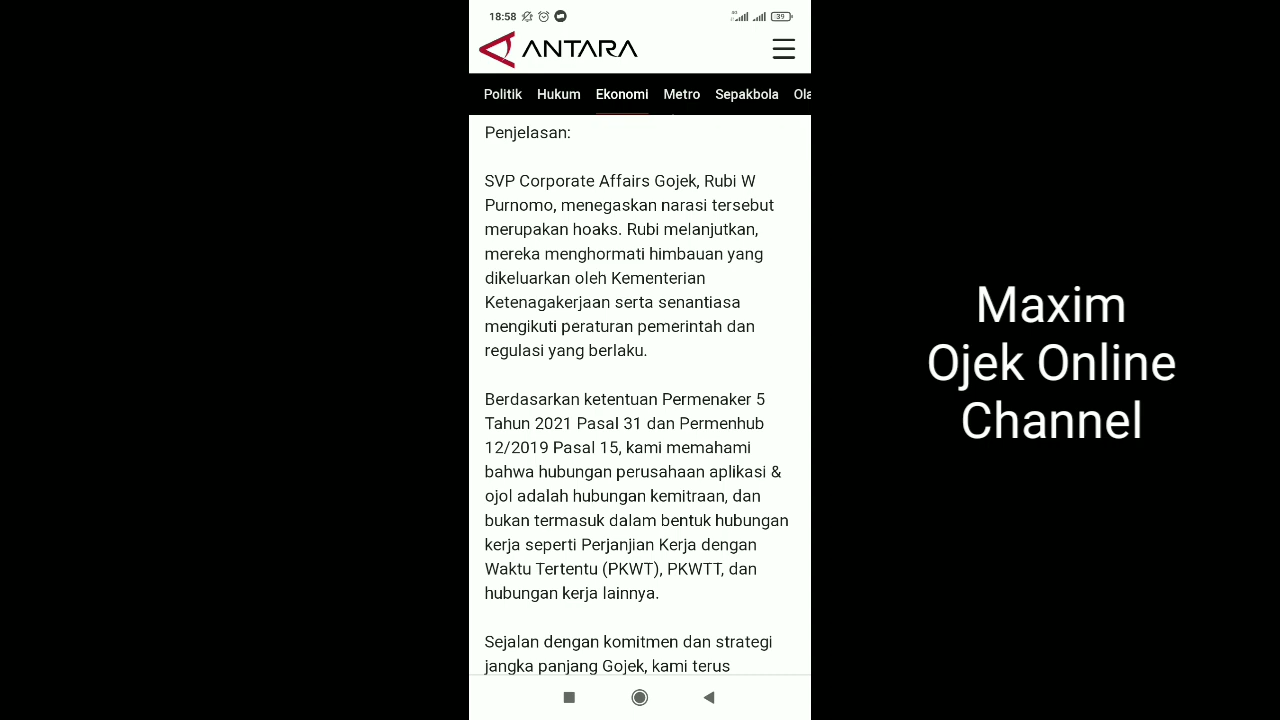 18:58
39
ANTARA
Politik Hukum Ekonomi Metro Sepakbola Ola
Penjelasan:
SVP Corporate Affairs Gojek, Rubi W
Purnomo, menegaskan narasi tersebut
merupakan hoaks. Rubi melanjutkan,
mereka menghormati himbauan yang
dikeluarkan oleh Kementerian
Ketenagakerjaan serta senantiasa
mengikuti peraturan pemerintah dan
regulasi yang berlaku.
Berdasarkan ketentuan Permenaker 5
Tahun 2021 Pasal 31 dan Permenhub
12/2019 Pasal 15, kami memahami
bahwa hubungan perusahaan aplikasi &
ojol adalah hubungan kemitraan, dan
bukan termasuk dalam bentuk hubungan
kerja seperti Perjanjian Kerja dengan
Waktu Tertentu (PKWT), PKWTT, dan
hubungan kerja lainnya.
Sejalan dengan komitmen dan strategi
jangka panjang Gojek, kami terus
Maxim
Ojek Online
Channel